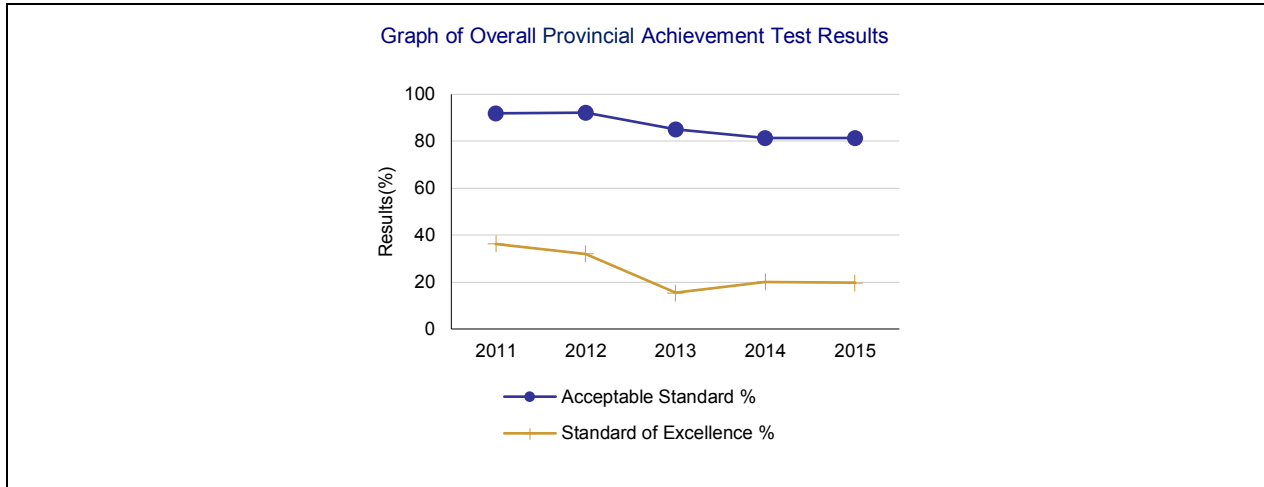 Graph of Overall Provincial Achievement Test Results
100
80
60
40
20
0
Results(%)
2011 2012 2013 2014 2015
Acceptable Standard %
Standard of Excellence %